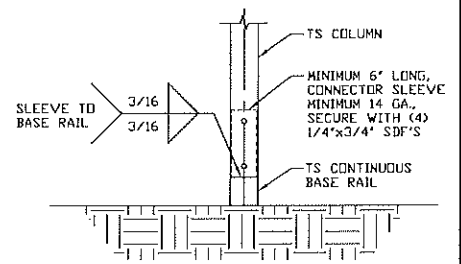 TS COLUMN
MINIMUM 6" LONG,
CONNECTOR SLEEVE
MINIMUM 14 GA.,
SECURE WITH (4)
1/4"x3/4" SDF'S
3/16
3/16
SLEEVE TO
BASE RAIL
TS CONTINUOUS
BASE RAIL